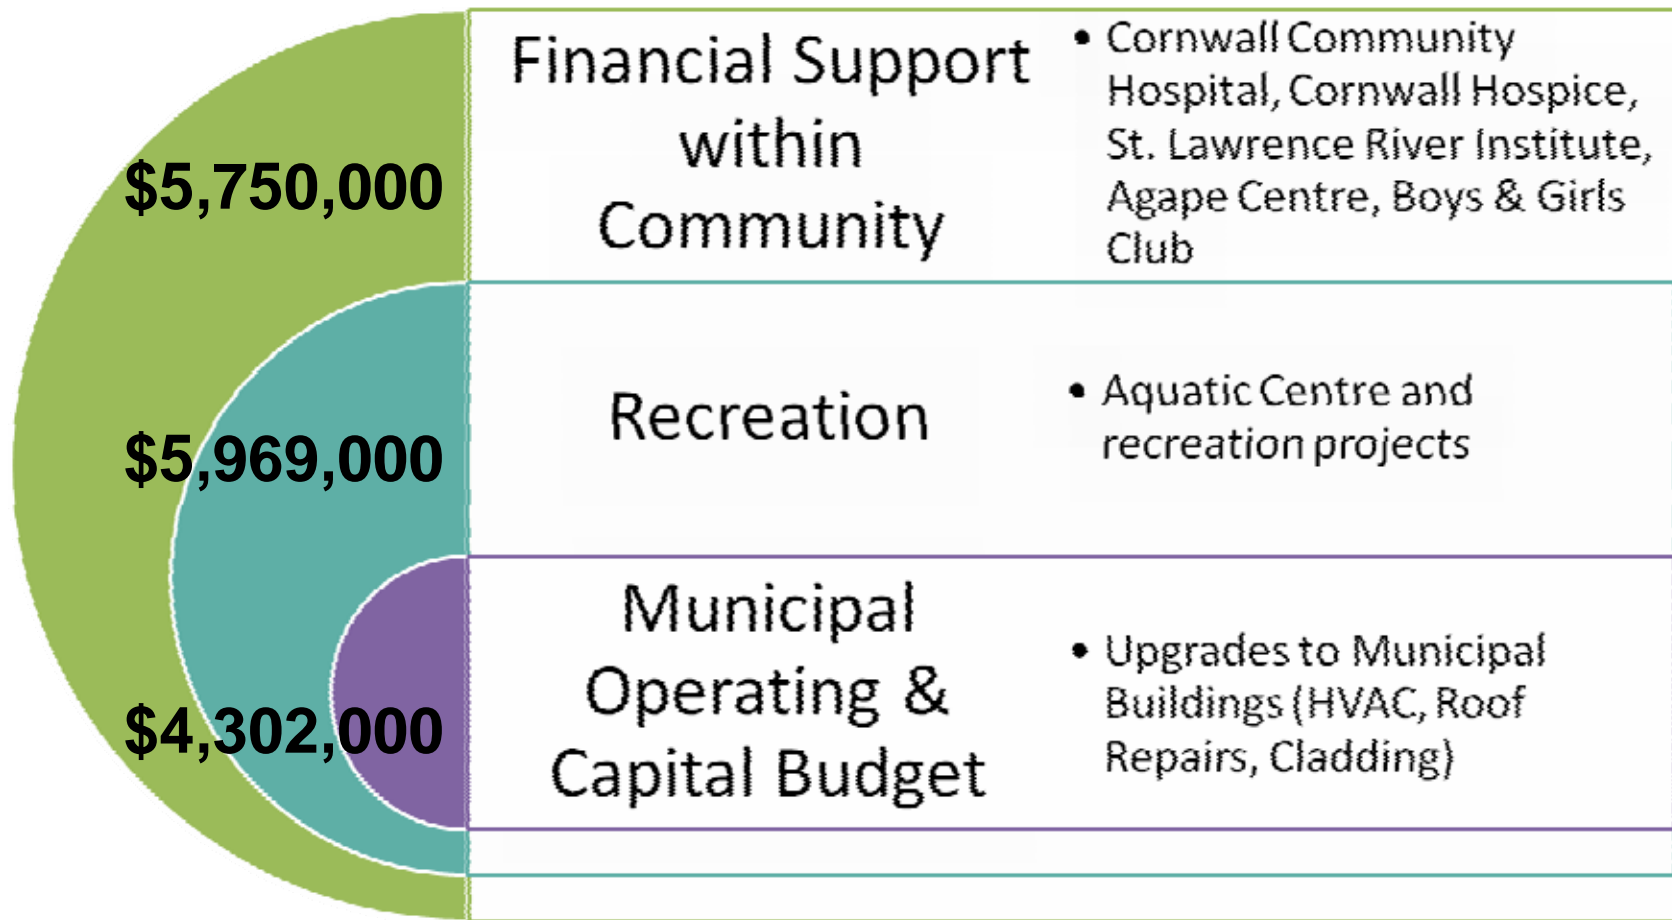 $5,750,000
Financial Support
within
Community
• Cornwall Community
Hospital, Cornwall Hospice,
St. Lawrence River Institute,
Agape Centre, Boys & Girls
Club
$5,969,000
Recreation
• Aquatic Centre and
recreation projects
$4,302,000
Municipal
Operating &
Capital Budget
• Upgrades to Municipal
Buildings (HVAC, Roof
Repairs, Cladding)